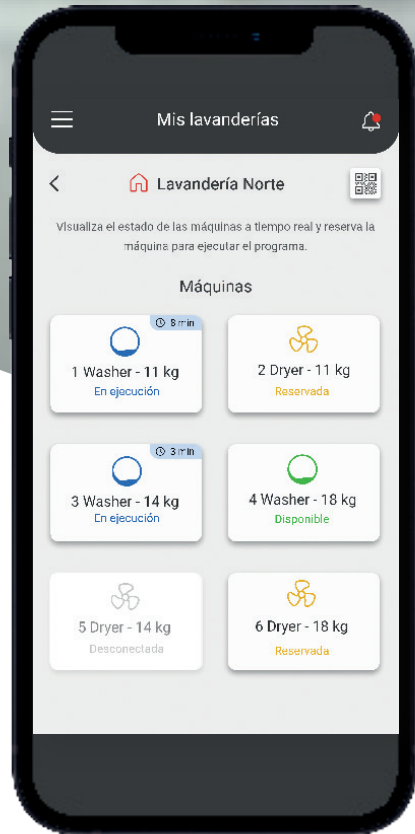 Mis lavanderías
Lavandería Norte
Visualiza el estado de las máquinas a tiempo real y reserva la
máquina para ejecutar el programa.
Máquinas
8 min
1 Washer - 11 kg
En ejecución
2 Dryer - 11 kg
Reservada
3 min
3 Washer - 14 kg
En ejecución
4 Washer - 18 kg
Disponible
5 Dryer - 14 kg
Desconectada
6 Dryer - 18 kg
Reservada